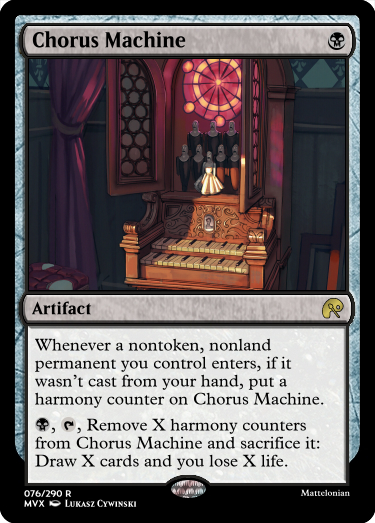 Chorus Machine
Artifact
Whenever a nontoken, nonland
permanent you control enters, if it
wasn't cast from your hand, put a
harmony counter on Chorus Machine.
, , Remove X harmony counters
from Chorus Machine and sacrifice it:
Draw X cards and you lose X life.
076/290 R
MVX Lukasz Cywinski
Mattelonian